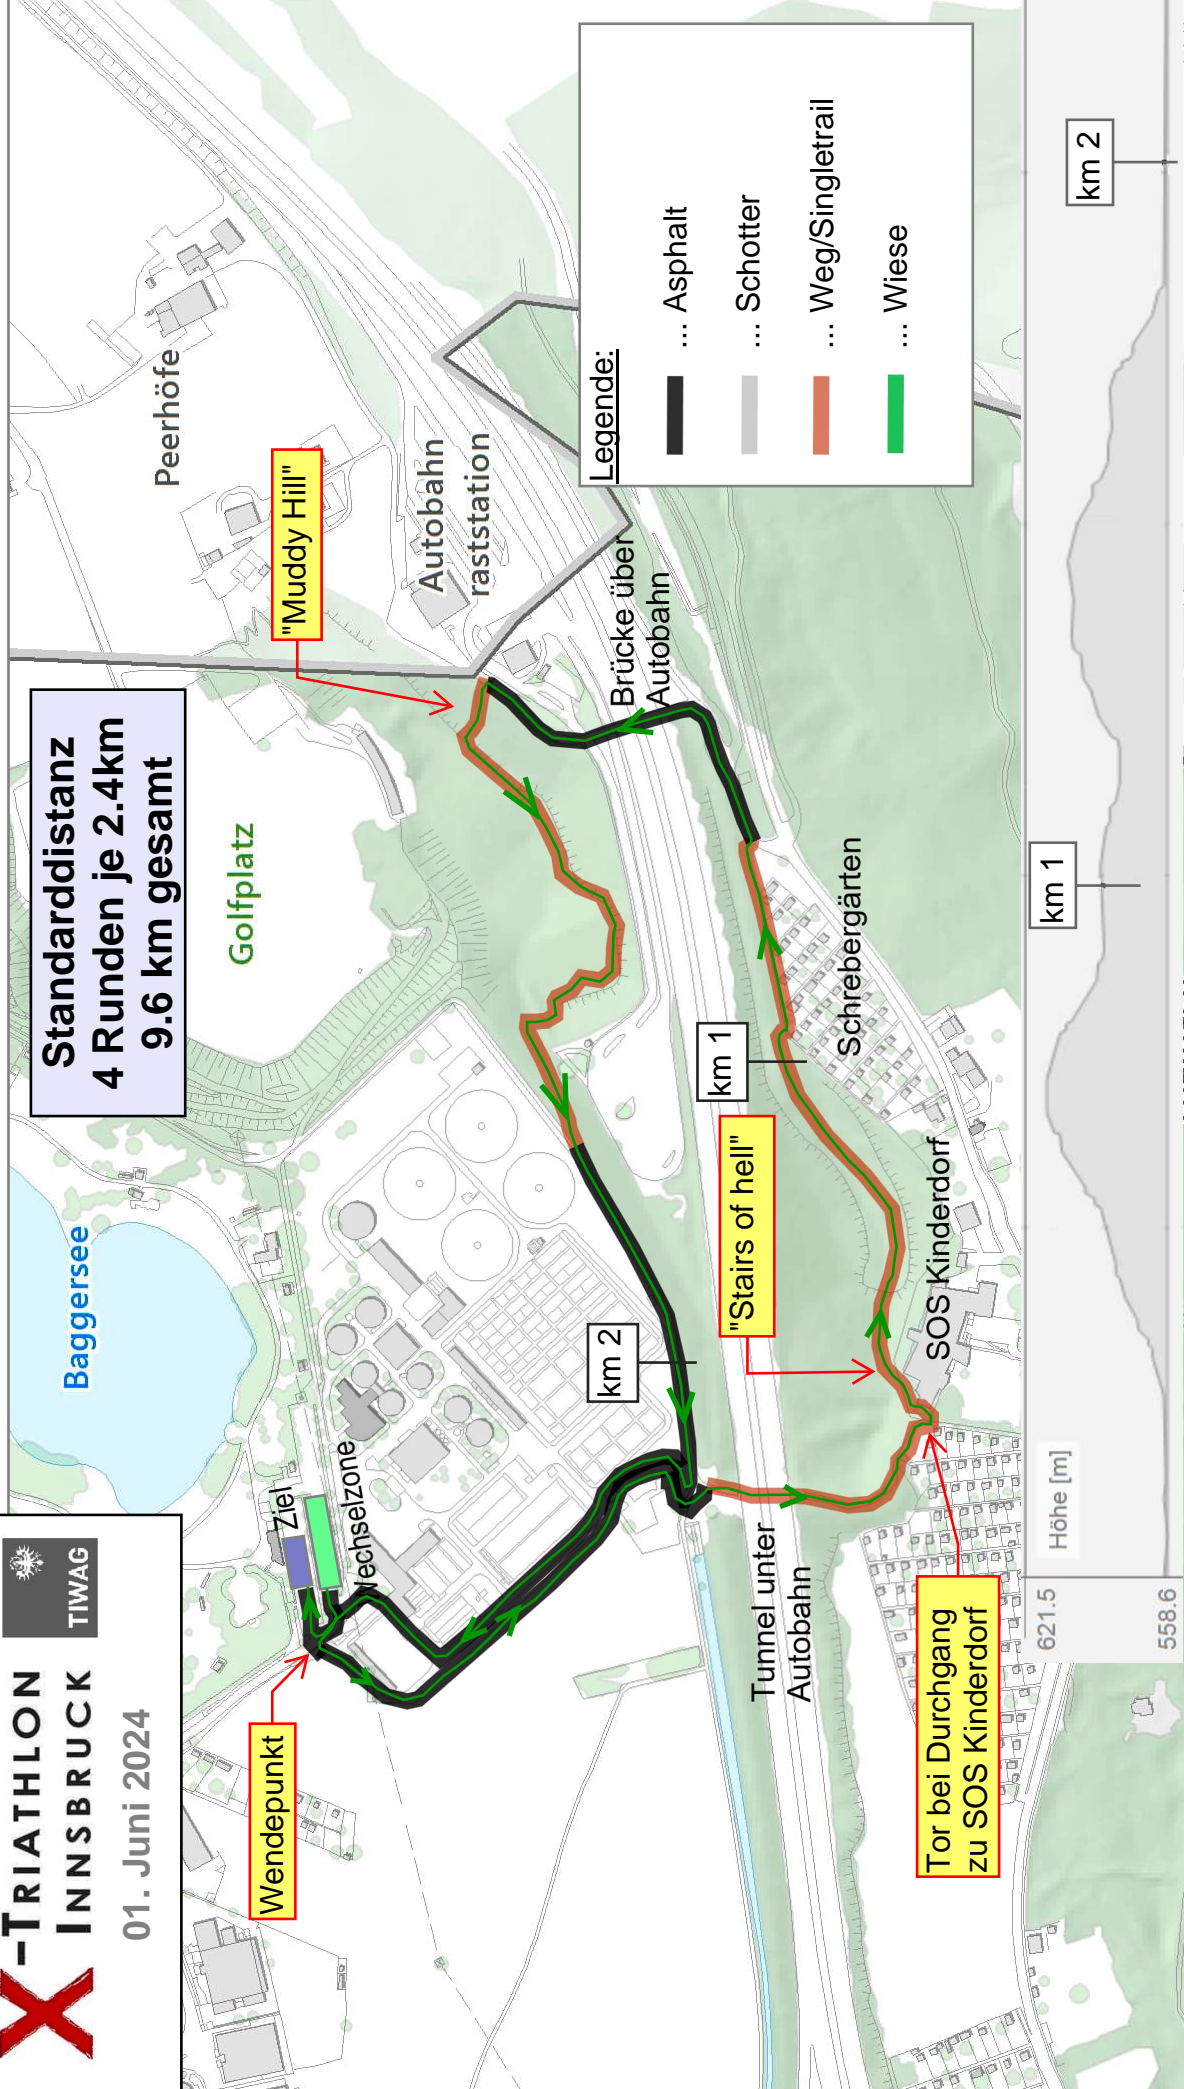 X-TRIATHLON
INNSBRUCK
01. Juni 2024
TIWAG
Standarddistanz
4 Runden je 2.4km
9.6 km gesamt
Baggersee
Golfplatz
Peerhöfe
"Muddy Hill"
Autobahn
raststation
Wendepunkt
Ziel
Wechselzone
km 2
Brücke über
Autobahn
km 1
"Stairs of hell"
Tunnel unter
Autobahn
Schrebergärten
SOS Kinderdorf
Tor bei Durchgang
zu SOS Kinderdorf
Legende:
... Asphalt
... Schotter
... Weg/Singletrail
... Wiese
621.5
Höhe [m]
558.6
km 1
km 2